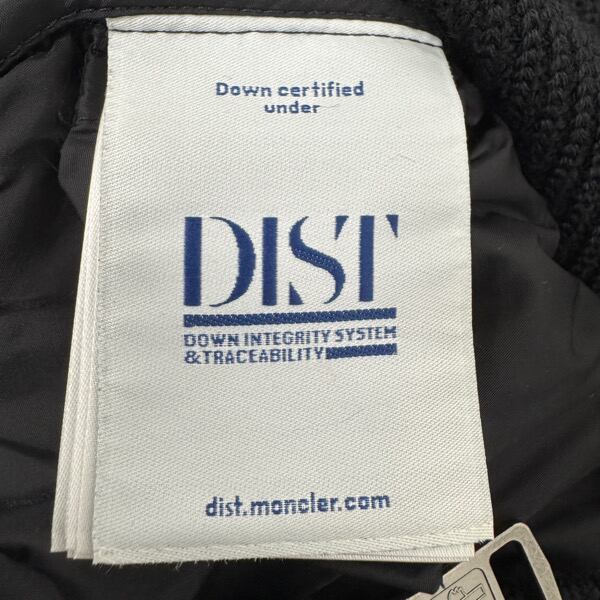 Down certified
under
DIST
DOWN INTEGRITY SYSTEM
& TRACEABILITY
dist.moncler.com